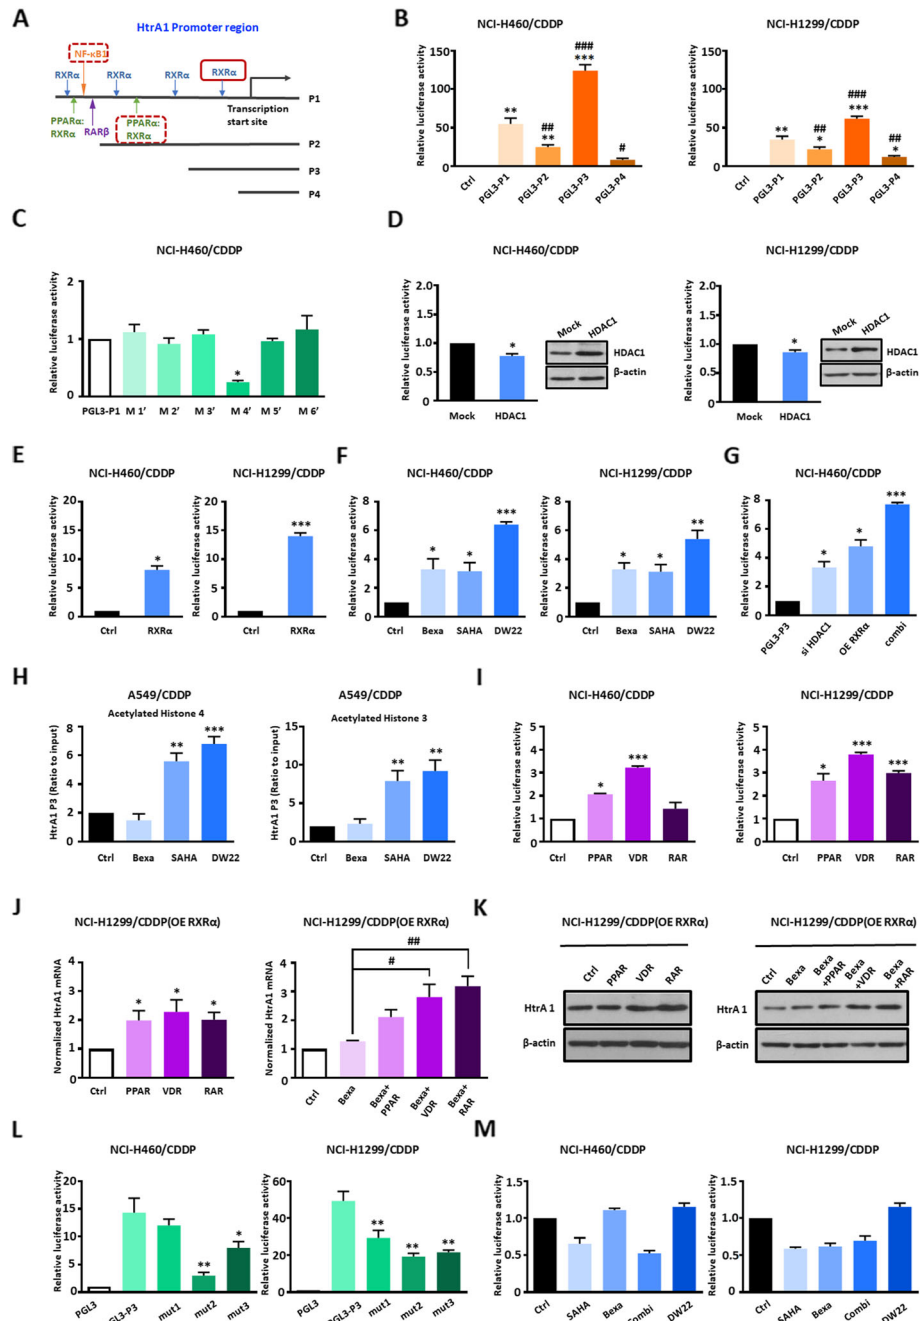 A
HtrA1 Promoter region
NF-κB1
RXRα
RXRα
RXRα
RXRα
P1
Transcription
start site
PPARα:
RXRα
RARβ
PPARα:
RXRα
P2
P3
P4
B
NCI-H460/CDDP
Relative luciferase activity
150
100
50
0
**
##
**
###
***
#
Ctrl
PGL3-P1
PGL3-P2
PGL3-P3
PGL3-P4
NCI-H1299/CDDP
Relative luciferase activity
150
100
50
0
**
##
*
###
***
##
*
Ctrl
PGL3-P1
PGL3-P2
PGL3-P3
PGL3-P4
C
NCI-H460/CDDP
Relative luciferase activity
2
1
0
*
PGL3-P1 M 1′ M 2′ M 3′ M 4′ M 5′ M 6′
D
NCI-H460/CDDP
Relative luciferase activity
2.0
1.5
1.0
0.5
0
*
Mock HDAC1
Mock HDAC1
HDAC1
β-actin
NCI-H1299/CDDP
Relative luciferase activity
2.0
1.5
1.0
0.5
0
*
Mock HDAC1
Mock HDAC1
HDAC1
β-actin
E
NCI-H460/CDDP
Relative luciferase activity
20
15
10
5
0
*
Ctrl RXRα
NCI-H1299/CDDP
Relative luciferase activity
20
15
10
5
0
***
Ctrl RXRα
F
NCI-H460/CDDP
Relative luciferase activity
8
6
4
2
0
* * ***
Ctrl Bexa SAHA DW22
NCI-H1299/CDDP
Relative luciferase activity
8
6
4
2
0
* * **
Ctrl Bexa SAHA DW22
G
NCI-H460/CDDP
Relative luciferase activity
8
6
4
2
0
* * ***
PGL3-P3
si HDAC1
OE RXRα
combi
H
A549/CDDP
Acetylated Histone 4
HtrA1 P3 (Ratio to input)
8
6
4
2
0
** ***
Ctrl Bexa SAHA DW22
A549/CDDP
Acetylated Histone 3
HtrA1 P3 (Ratio to input)
15
10
5
0
** **
Ctrl Bexa SAHA DW22
I
NCI-H460/CDDP
Relative luciferase activity
5
4
3
2
1
0
* ***
Ctrl PPAR VDR RAR
NCI-H1299/CDDP
Relative luciferase activity
5
4
3
2
1
0
* *** ***
Ctrl PPAR VDR RAR
J
NCI-H1299/CDDP(OE RXRα)
Normalized HtrA1 mRNA
4
3
2
1
0
* * *
Ctrl PPAR VDR RAR
NCI-H1299/CDDP(OE RXRα)
Normalized HtrA1 mRNA
4
3
2
1
0
##
#
Ctrl
Bexa
Bexa+
PPAR
Bexa+
VDR
Bexa+
RAR
K
NCI-H1299/CDDP(OE RXRα)
Ctrl PPAR VDR RAR
HtrA 1
β-actin
NCI-H1299/CDDP(OE RXRα)
Ctrl
Bexa
Bexa
+PPAR
Bexa
+VDR
Bexa
+RAR
HtrA 1
β-actin
L
NCI-H460/CDDP
Relative luciferase activity
20
15
10
5
0
** *
PGL3
GL3-P3
mut1
mut2
mut3
NCI-H1299/CDDP
Relative luciferase activity
60
40
20
0
** ** **
PGL3
PGL3-P3
mut1
mut2
mut3
M
NCI-H460/CDDP
Relative luciferase activity
1.5
1.0
0.5
0
Ctrl
SAHA
Bexa
Combi
DW22
NCI-H1299/CDDP
Relative luciferase activity
1.5
1.0
0.5
0
Ctrl
SAHA
Bexa
Combi
DW22